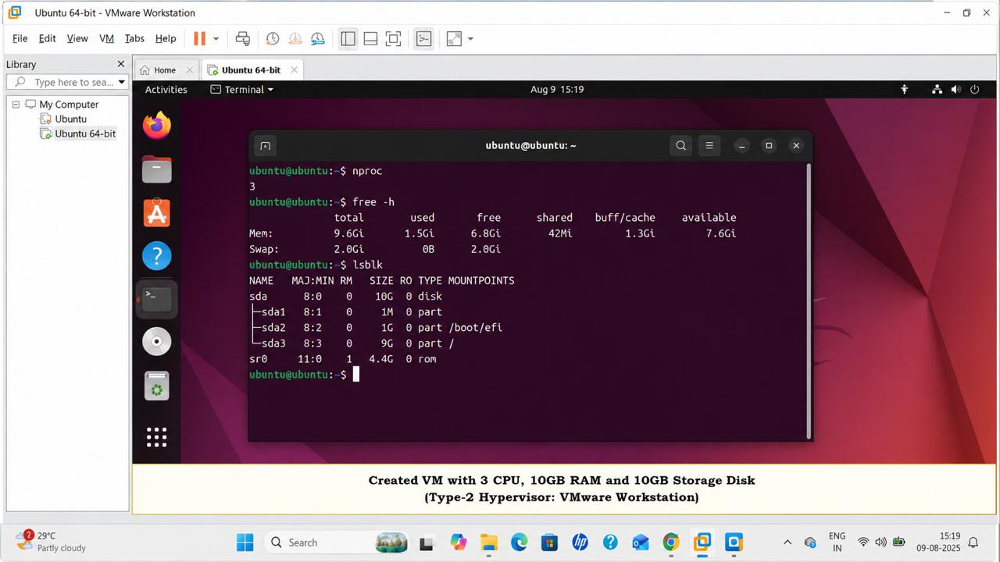 Ubuntu 64-bit - VMware Workstation
File Edit View VM Tabs Help
Library
Type here to sea...
My Computer
Ubuntu
Ubuntu 64-bit
Home
Ubuntu 64-bit
Activities Terminal Aug 9 15:19
ubuntu@ubuntu: ~
ubuntu@ubuntu:~$ nproc
3
ubuntu@ubuntu:~$ free -h
total used free shared buff/cache available
Mem: 9.6Gi 1.5Gi 6.8Gi 42Mi 1.3Gi 7.6Gi
Swap: 2.0Gi 0B 2.0Gi
ubuntu@ubuntu:~$ lsblk
NAME MAJ:MIN RM SIZE RO TYPE MOUNTPOINTS
sda 8:0 0 10G 0 disk
├─sda1 8:1 0 1M 0 part
├─sda2 8:2 0 1G 0 part /boot/efi
└─sda3 8:3 0 9G 0 part /
sr0 11:0 1 4.4G 0 rom
ubuntu@ubuntu:~$
Created VM with 3 CPU, 10GB RAM and 10GB Storage Disk
(Type-2 Hypervisor: VMware Workstation)
2
29°C
Partly cloudy
Search
hp
ENG
IN
15:19
09-08-2025